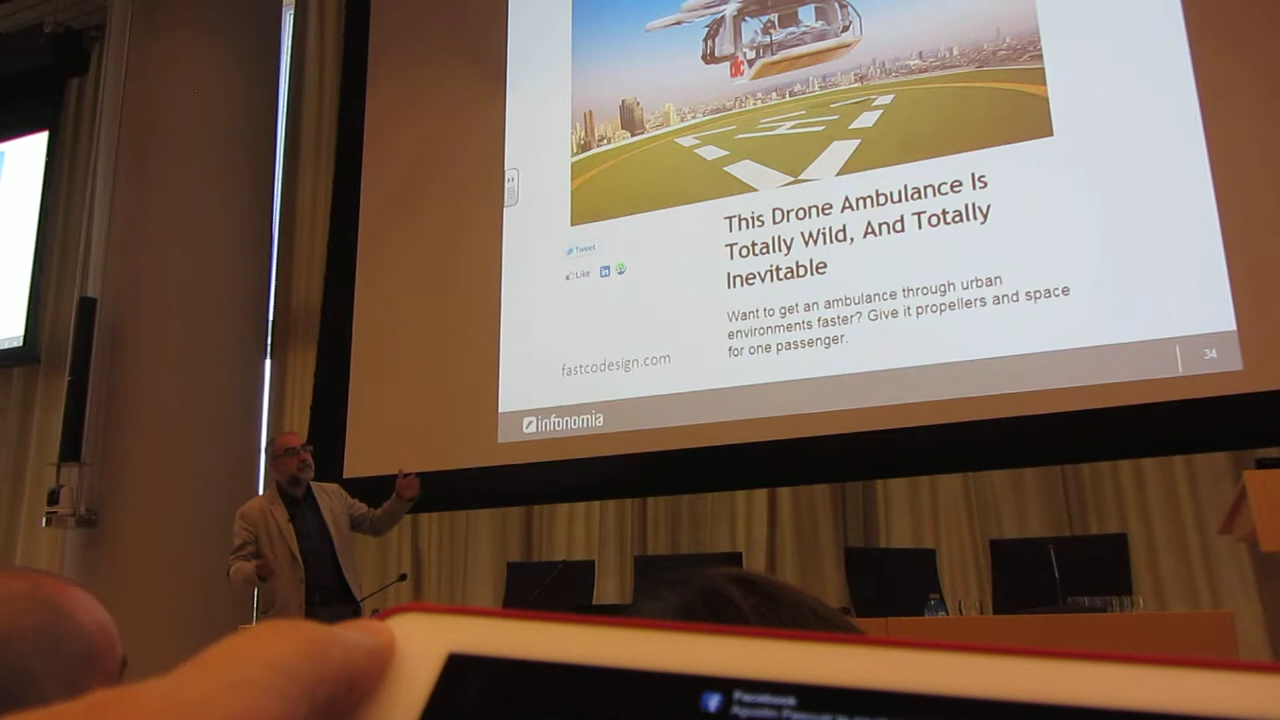 This Drone Ambulance Is
Totally Wild, And Totally
Inevitable
Tweet
Like
Want to get an ambulance through urban
environments faster? Give it propellers and space
for one passenger.
fastcodesign.com
34
infonomia
Facebook